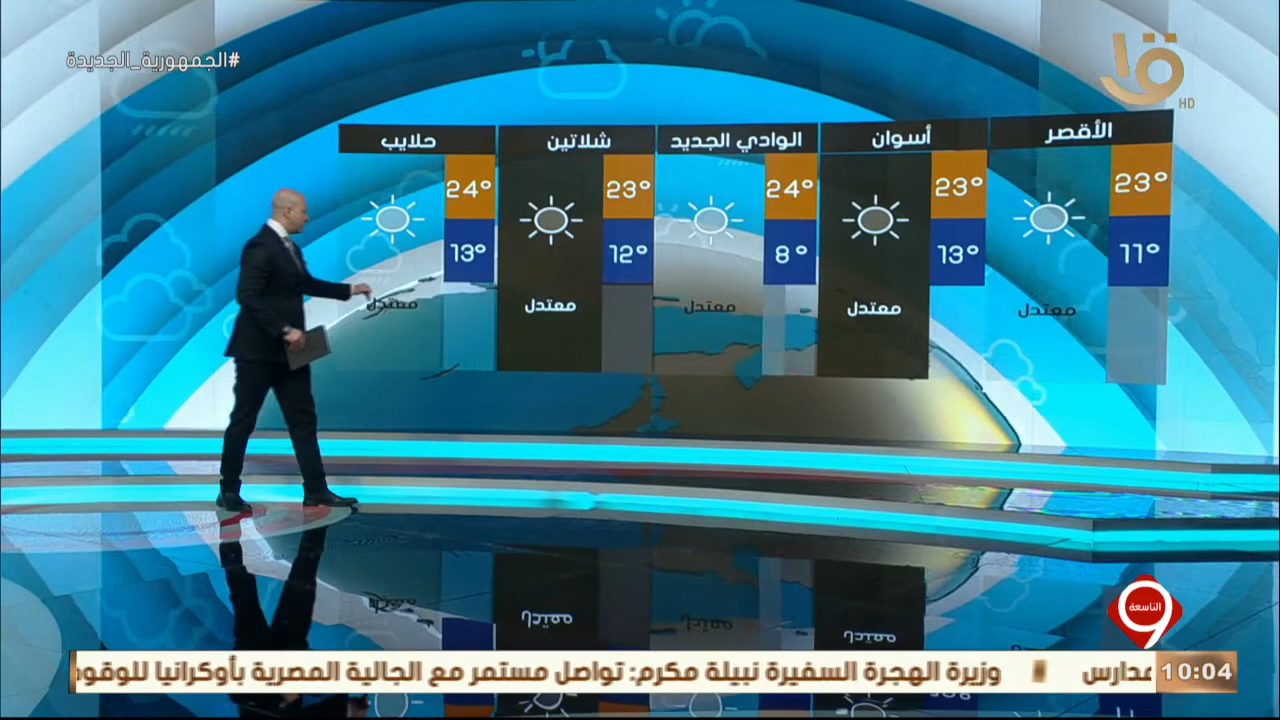 #الجمهورية_الجديدة
HD
الأقصر
أسوان
الوادي الجديد
شلاتين
حلايب
23°
23°
24°
23°
24°
11°
13°
8°
12°
13°
معتدل
معتدل
معتدل
معتدل
معتدل
التاسعة
9
10:04
مدارس
وزيرة الهجرة السفيرة نبيلة مكرم: تواصل مستمر مع الجالية المصرية بأوكرانيا للوقو